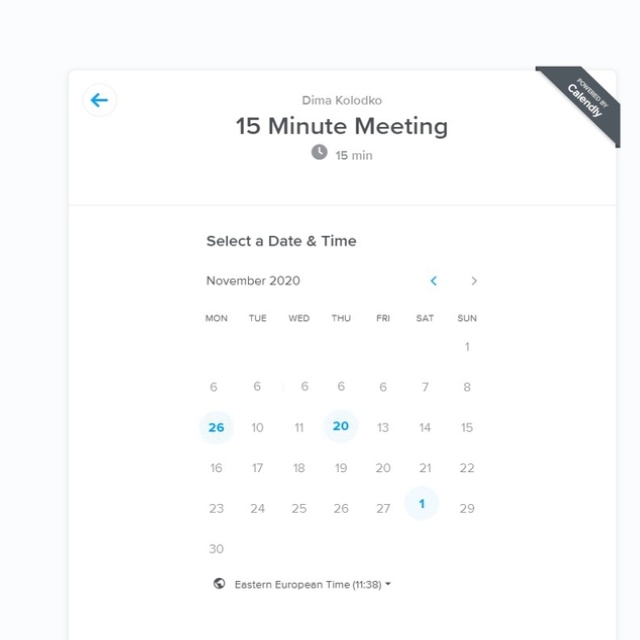 POWERED BY
Calendly
Dima Kolodko
15 Minute Meeting
15 min
Select a Date & Time
November 2020
MON TUE WED THU FRI SAT SUN
1
6 6 6 6 6 7 8
26 10 11 20 13 14 15
16 17 18 19 20 21 22
23 24 25 26 27 1 29
30
Eastern European Time (11:38)